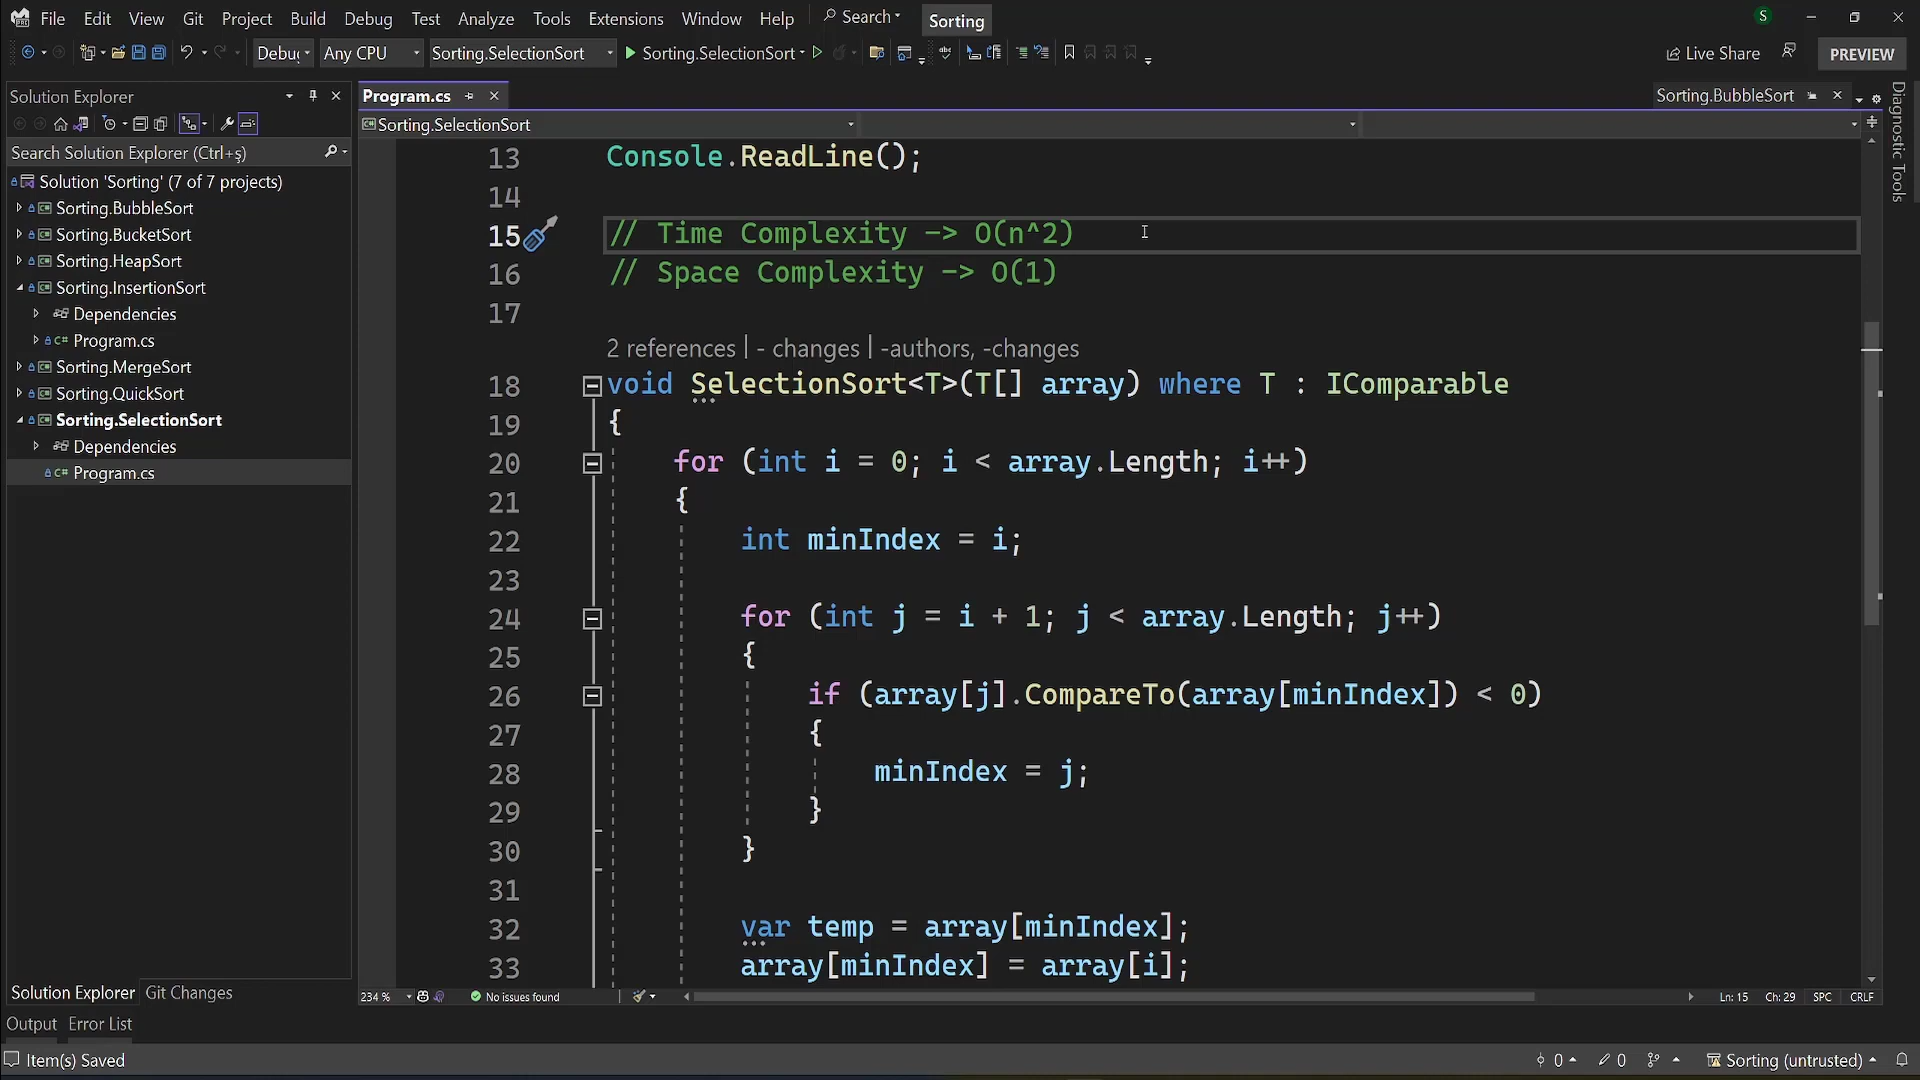 File Edit View Git Project Build Debug Test Analyze Tools Extensions Window Help Search Sorting S
Debug Any CPU Sorting.SelectionSort Sorting.SelectionSort Live Share PREVIEW
Solution Explorer
Search Solution Explorer (Ctrl+ş)
Solution 'Sorting' (7 of 7 projects)
Sorting.BubbleSort
Sorting.BucketSort
Sorting.HeapSort
Sorting.InsertionSort
Dependencies
C# Program.cs
Sorting.MergeSort
Sorting.QuickSort
Sorting.SelectionSort
Dependencies
C# Program.cs
Solution Explorer Git Changes
Program.cs Sorting.BubbleSort
Sorting.SelectionSort
13 Console.ReadLine();
14
15 // Time Complexity -> O(n^2)
16 // Space Complexity -> O(1)
17
2 references | - changes | -authors, -changes
18 void SelectionSort<T>(T[] array) where T : IComparable
19 {
20 for (int i = 0; i < array.Length; i++)
21 {
22 int minIndex = i;
23
24 for (int j = i + 1; j < array.Length; j++)
25 {
26 if (array[j].CompareTo(array[minIndex]) < 0)
27 {
28 minIndex = j;
29 }
30 }
31
32 var temp = array[minIndex];
33 array[minIndex] = array[i];
234 % No issues found Ln: 15 Ch: 29 SPC CRLF
Diagnostic Tools
Output Error List
Item(s) Saved 0 0 Sorting (untrusted)